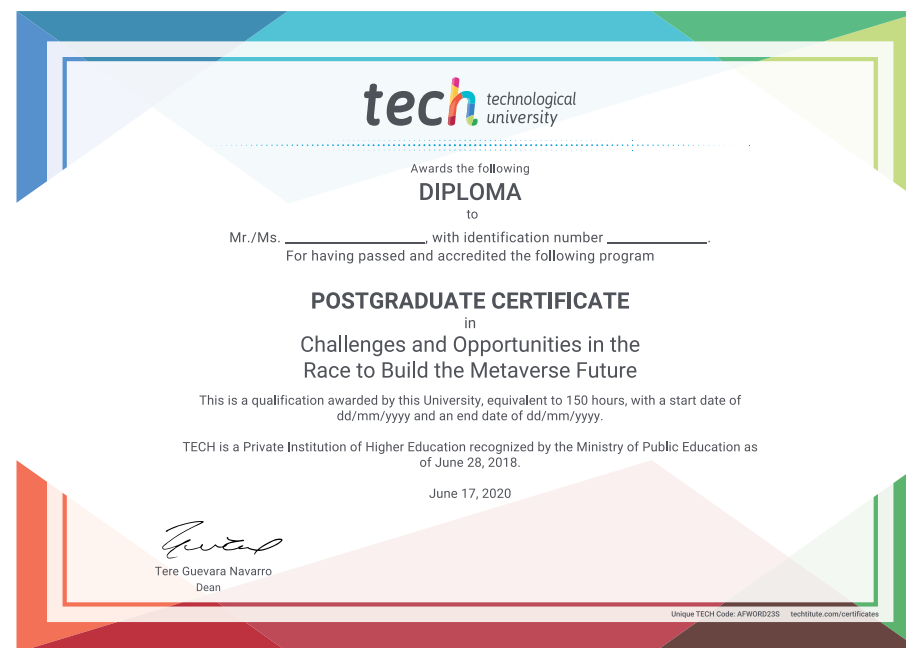 tech technological
university
Awards the following
DIPLOMA
to
Mr./Ms. ____________________, with identification number ______________.
For having passed and accredited the following program
POSTGRADUATE CERTIFICATE
in
Challenges and Opportunities in the
Race to Build the Metaverse Future
This is a qualification awarded by this University, equivalent to 150 hours, with a start date of
dd/mm/yyyy and an end date of dd/mm/yyyy.
TECH is a Private Institution of Higher Education recognized by the Ministry of Public Education as
of June 28, 2018.
June 17, 2020
Tere Guevara Navarro
Dean
Unique TECH Code: AFWORD23S techtitute.com/certificates